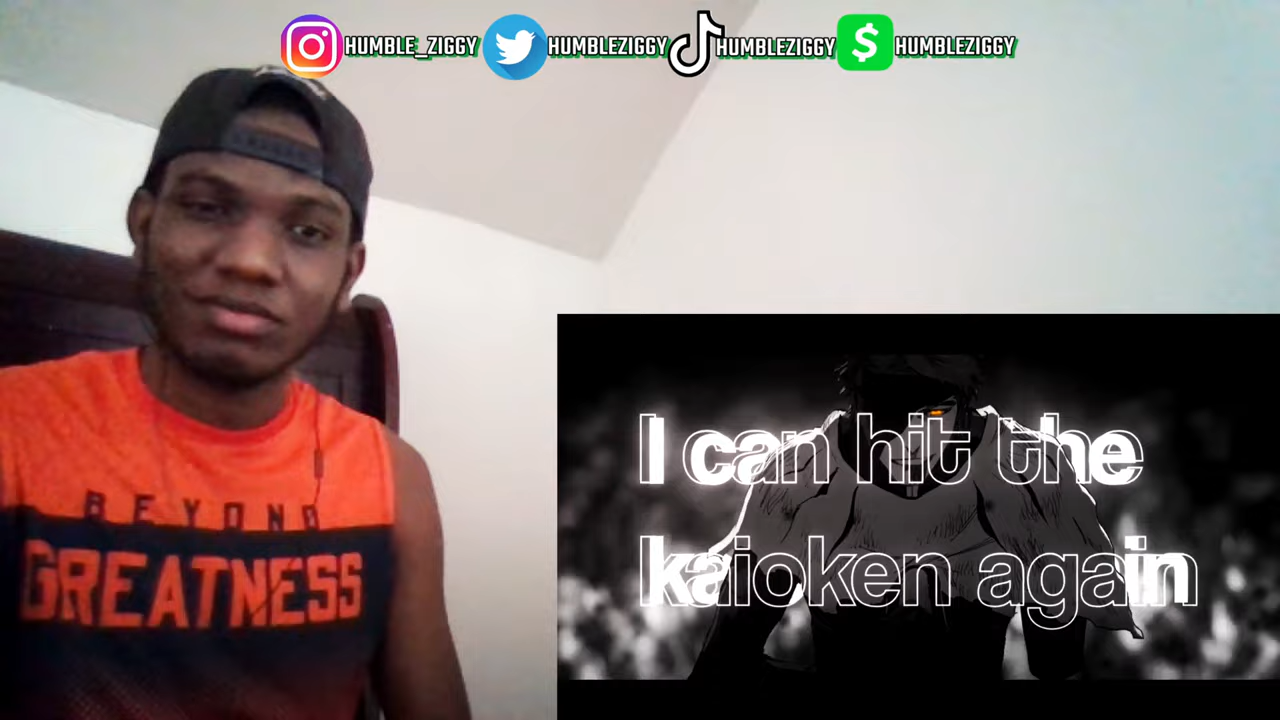 HUMBLE_ZIGGY HUMBLEZIGGY HUMBLEZIGGY HUMBLEZIGGY
BEYOND
GREATNESS
I can hit the
kaioken again